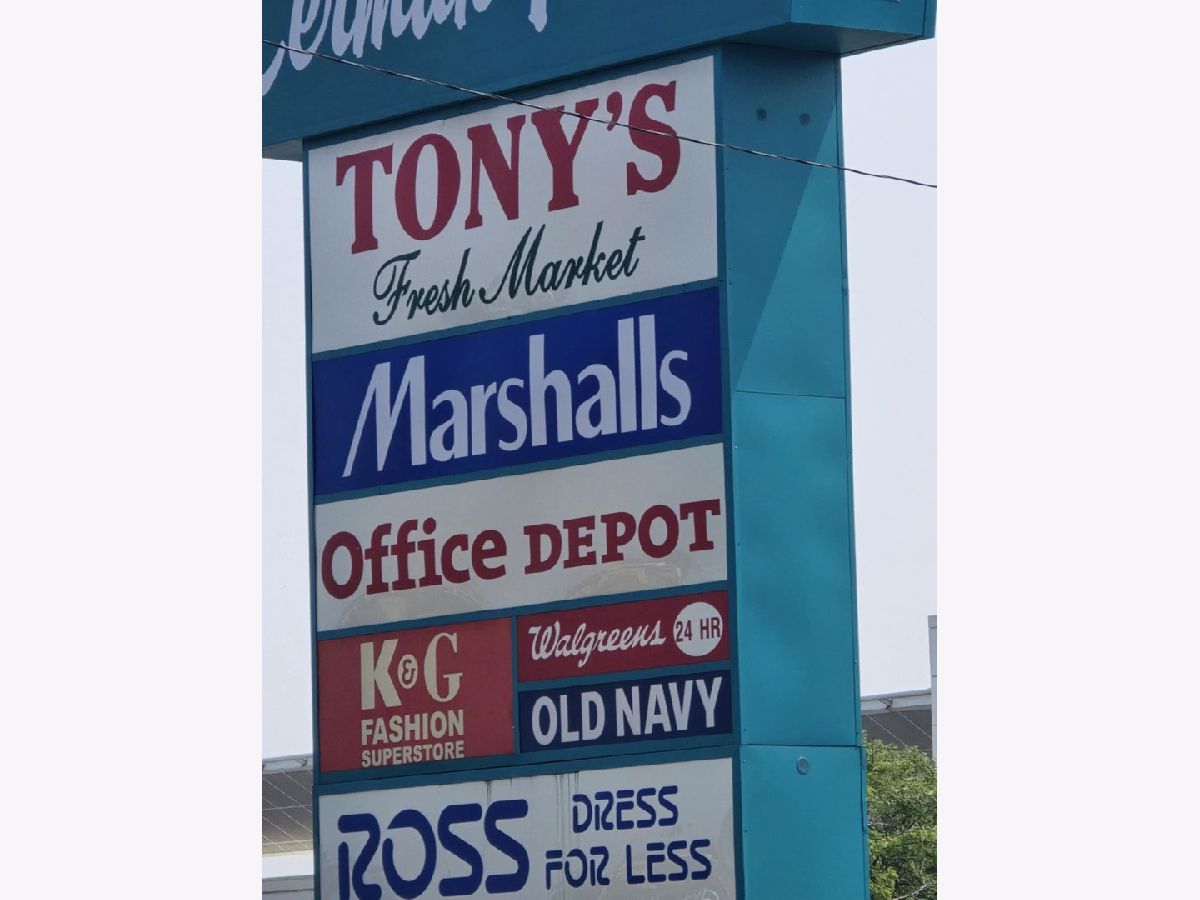 TONY'S
Fresh Market
Marshalls
Office DEPOT
K&G
FASHION
SUPERSTORE
Walgreens 24 HR
OLD NAVY
ROSS DRESS
FOR LESS